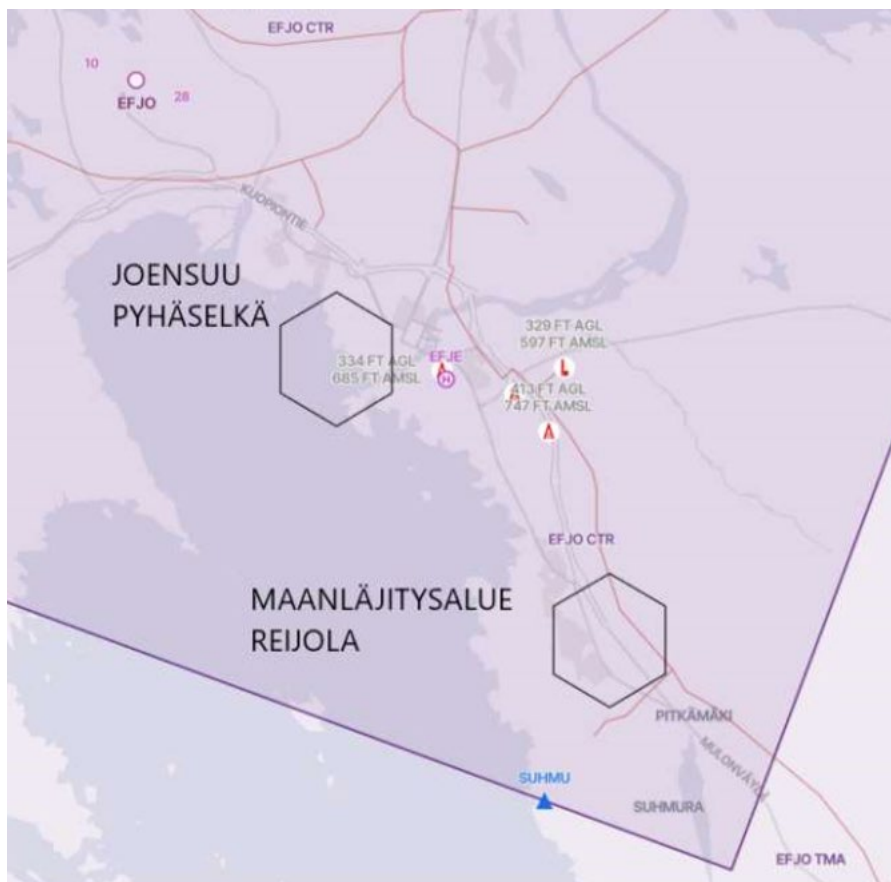 EFJO CTR
10
28
EFJO
KUOPIONTIE
JOENSUU
PYHÄSELKÄ
329 FT AGL
597 FT AMSL
334 FT AGL
685 FT AMSL
EFJE
H
413 FT AGL
747 FT AMSL
EFJO CTR
MAANLÄJITYSALUE
REIJOLA
PITKÄMÄKI
MULONVÄYLÄ
SUHMU
SUHMURA
EFJO TMA